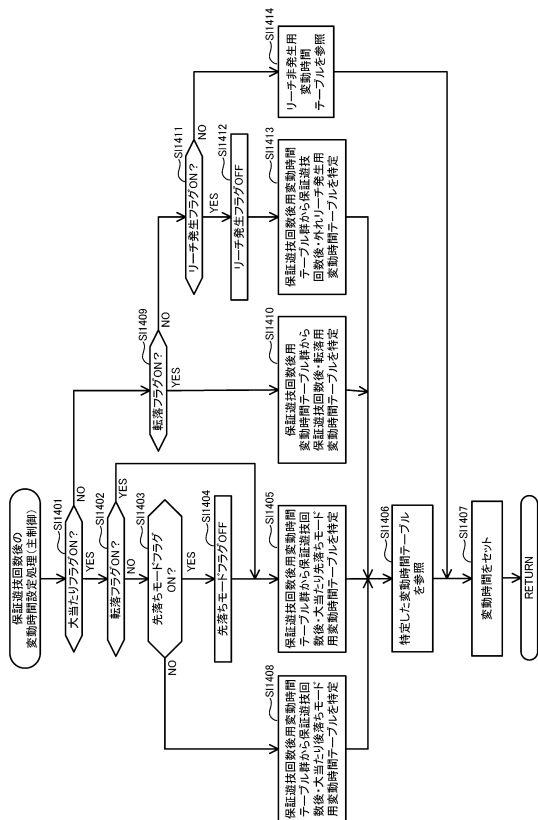 保証遊技回数後の
変動時間設定処理(主制御)
SI1401
大当たりフラグON?
YES
NO
SI1402
転落フラグON?
YES
NO
SI1403
先落ちモードフラグ
ON?
NO
YES
SI1404
先落ちモードフラグOFF
SI1405
保証遊技回数後用変動時間
テーブル群から保証遊技回
数後・大当たり先落ちモード
用変動時間テーブルを特定
SI1406
特定した変動時間テーブル
を参照
SI1407
変動時間をセット
RETURN
SI1408
保証遊技回数後用変動時間
テーブル群から保証遊技回
数後・大当たり後落ちモード
用変動時間テーブルを特定
SI1409
転落フラグON?
NO
YES
SI1410
保証遊技回数後用
変動時間テーブル群から
保証遊技回数後・転落用
変動時間テーブルを特定
SI1411
リーチ発生フラグON?
NO
YES
SI1412
リーチ発生フラグOFF
SI1413
保証遊技回数後用変動時間
テーブル群から保証遊技
回数後・外れリーチ発生用
変動時間テーブルを特定
SI1414
リーチ非発生用
変動時間
テーブルを参照